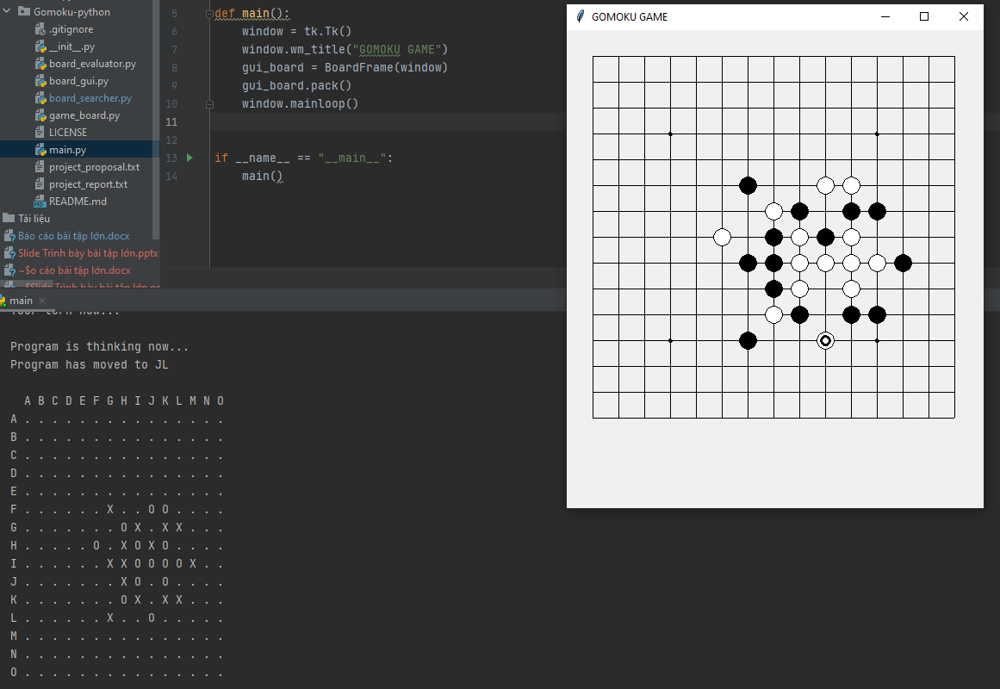 Gomoku-python
.gitignore
__init__.py
board_evaluator.py
board_gui.py
board_searcher.py
game_board.py
LICENSE
main.py
project_proposal.txt
project_report.txt
README.md
Tài liệu
Báo cáo bài tập lớn.docx
Slide Trình bày bài tập lớn.pptx
~$o cáo bài tập lớn.docx
~$Slide Trình bày bài tập lớn.pr
5 def main():
6 window = tk.Tk()
7 window.wm_title("GOMOKU GAME")
8 gui_board = BoardFrame(window)
9 gui_board.pack()
10 window.mainloop()
11
12
13 if __name__ == "__main__":
14 main()
GOMOKU GAME
main
Your turn now...
Program is thinking now...
Program has moved to JL
A B C D E F G H I J K L M N O
A . . . . . . . . . . . . . . .
B . . . . . . . . . . . . . . .
C . . . . . . . . . . . . . . .
D . . . . . . . . . . . . . . .
E . . . . . . . . . . . . . . .
F . . . . . . X . . O O . . . .
G . . . . . . . O X . X X . . .
H . . . . . O . X O X O . . . .
I . . . . . . X X O O O O X . .
J . . . . . . . X O . O . . . .
K . . . . . . . O X . X X . . .
L . . . . . . X . . O . . . . .
M . . . . . . . . . . . . . . .
N . . . . . . . . . . . . . . .
O . . . . . . . . . . . . . . .